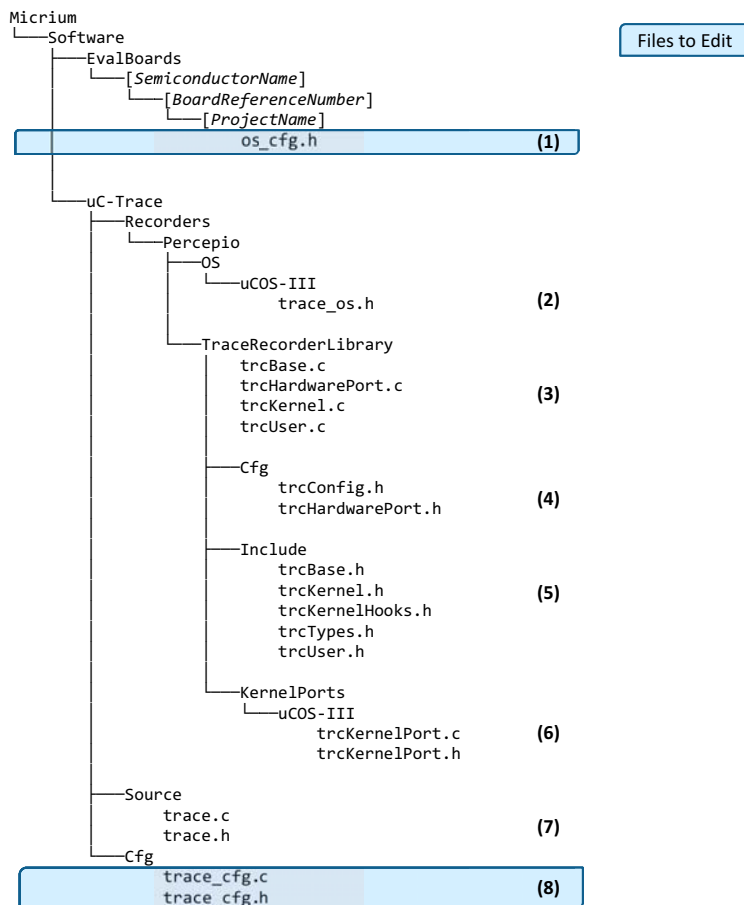 Micrium
└───Software
Files to Edit
├───EvalBoards
│ └───[SemiconductorName]
│ └───[BoardReferenceNumber]
│ └───[ProjectName]
│ os_cfg.h (1)
│
└───uC-Trace
├───Recorders
│ └───Percepio
│ ├───OS
│ │ └───uCOS-III
│ │ trace_os.h (2)
│ │
│ └───TraceRecorderLibrary
│ │ trcBase.c
│ │ trcHardwarePort.c
│ │ trcKernel.c (3)
│ │ trcUser.c
│ │
│ ├───Cfg
│ │ trcConfig.h
│ │ trcHardwarePort.h (4)
│ │
│ ├───Include
│ │ trcBase.h
│ │ trcKernel.h
│ │ trcKernelHooks.h (5)
│ │ trcTypes.h
│ │ trcUser.h
│ │
│ └───KernelPorts
│ └───uCOS-III
│ trcKernelPort.c (6)
│ trcKernelPort.h
│
├───Source
│ trace.c
│ trace.h (7)
└───Cfg
trace_cfg.c
trace_cfg.h (8)